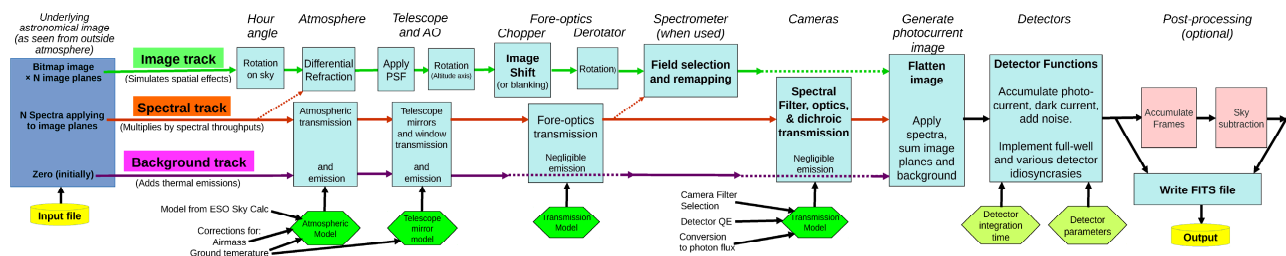 Underlying
astronomical image
(as seen from outside
atmosphere)
Hour
angle
Atmosphere
Telescope
and AO
Fore-optics
Chopper
Derotator
Spectrometer
(when used)
Cameras
Generate
photocurrent
image
Detectors
Post-processing
(optional)
Bitmap image
× N image planes
N Spectra applying
to image planes
Zero (initially)
Input file
Image track
(Simulates spatial effects)
Spectral track
(Multiplies by spectral throughputs)
Background track
(Adds thermal emissions)
Rotation
on sky
Differential
Refraction
Apply
PSF
Rotation
(Altitude axis)
Image
Shift
(or blanking)
Rotation)
Field selection
and remapping
Atmospheric
transmission
and
emission
Telescope
mirrors
and window
transmission
and
emission
Fore-optics
transmission
Negligible
emission
Spectral
Filter, optics,
& dichroic
transmission
Negligible
emission
Flatten
image
Apply
spectra,
sum image
planes and
background
Detector Functions
Accumulate photo-
current, dark current,
add noise.
Implement full-well
and various detector
idiosyncrasies
Accumulate
Frames
Sky
subtraction
Write FITS file
Output
Model from ESO Sky Calc
Corrections for:
Airmass
Ground temerature
Atmospheric
Model
Telescope
mirror
model
Transmission
Model
Camera Filter
Selection
Detector QE
Conversion
to photon flux
Transmission
Model
Detector
integration
time
Detector
parameters